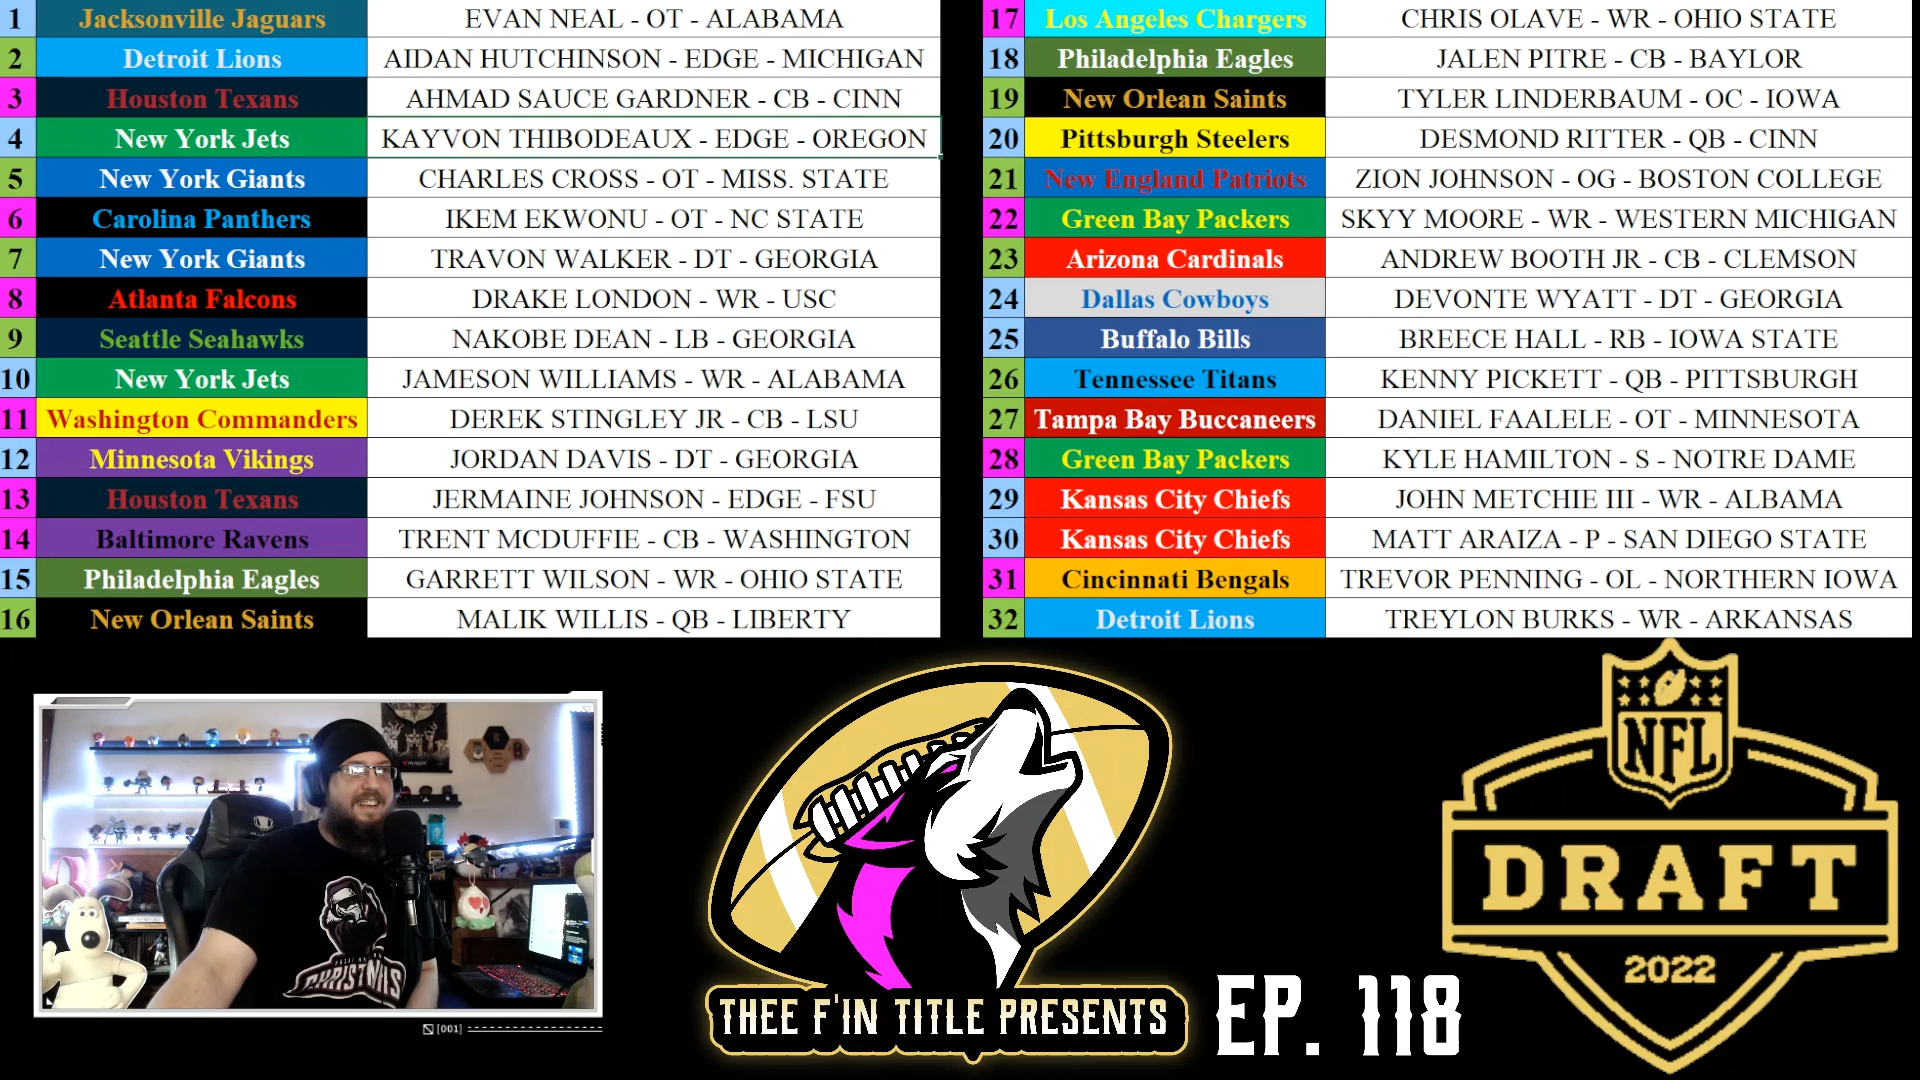 1 Jacksonville Jaguars EVAN NEAL - OT - ALABAMA
2 Detroit Lions AIDAN HUTCHINSON - EDGE - MICHIGAN
3 Houston Texans AHMAD SAUCE GARDNER - CB - CINN
4 New York Jets KAYVON THIBODEAUX - EDGE - OREGON
5 New York Giants CHARLES CROSS - OT - MISS. STATE
6 Carolina Panthers IKEM EKWONU - OT - NC STATE
7 New York Giants TRAVON WALKER - DT - GEORGIA
8 Atlanta Falcons DRAKE LONDON - WR - USC
9 Seattle Seahawks NAKOBE DEAN - LB - GEORGIA
10 New York Jets JAMESON WILLIAMS - WR - ALABAMA
11 Washington Commanders DEREK STINGLEY JR - CB - LSU
12 Minnesota Vikings JORDAN DAVIS - DT - GEORGIA
13 Houston Texans JERMAINE JOHNSON - EDGE - FSU
14 Baltimore Ravens TRENT MCDUFFIE - CB - WASHINGTON
15 Philadelphia Eagles GARRETT WILSON - WR - OHIO STATE
16 New Orlean Saints MALIK WILLIS - QB - LIBERTY
17 Los Angeles Chargers CHRIS OLAVE - WR - OHIO STATE
18 Philadelphia Eagles JALEN PITRE - CB - BAYLOR
19 New Orlean Saints TYLER LINDERBAUM - OC - IOWA
20 Pittsburgh Steelers DESMOND RITTER - QB - CINN
21 New England Patriots ZION JOHNSON - OG - BOSTON COLLEGE
22 Green Bay Packers SKYY MOORE - WR - WESTERN MICHIGAN
23 Arizona Cardinals ANDREW BOOTH JR - CB - CLEMSON
24 Dallas Cowboys DEVONTE WYATT - DT - GEORGIA
25 Buffalo Bills BREECE HALL - RB - IOWA STATE
26 Tennessee Titans KENNY PICKETT - QB - PITTSBURGH
27 Tampa Bay Buccaneers DANIEL FAALELE - OT - MINNESOTA
28 Green Bay Packers KYLE HAMILTON - S - NOTRE DAME
29 Kansas City Chiefs JOHN METCHIE III - WR - ALBAMA
30 Kansas City Chiefs MATT ARAIZA - P - SAN DIEGO STATE
31 Cincinnati Bengals TREVOR PENNING - OL - NORTHERN IOWA
32 Detroit Lions TREYLON BURKS - WR - ARKANSAS
MAGIC
CHRISTMAS
[001]
THEE F'IN TITLE PRESENTS
EP. 118
NFL
DRAFT
2022